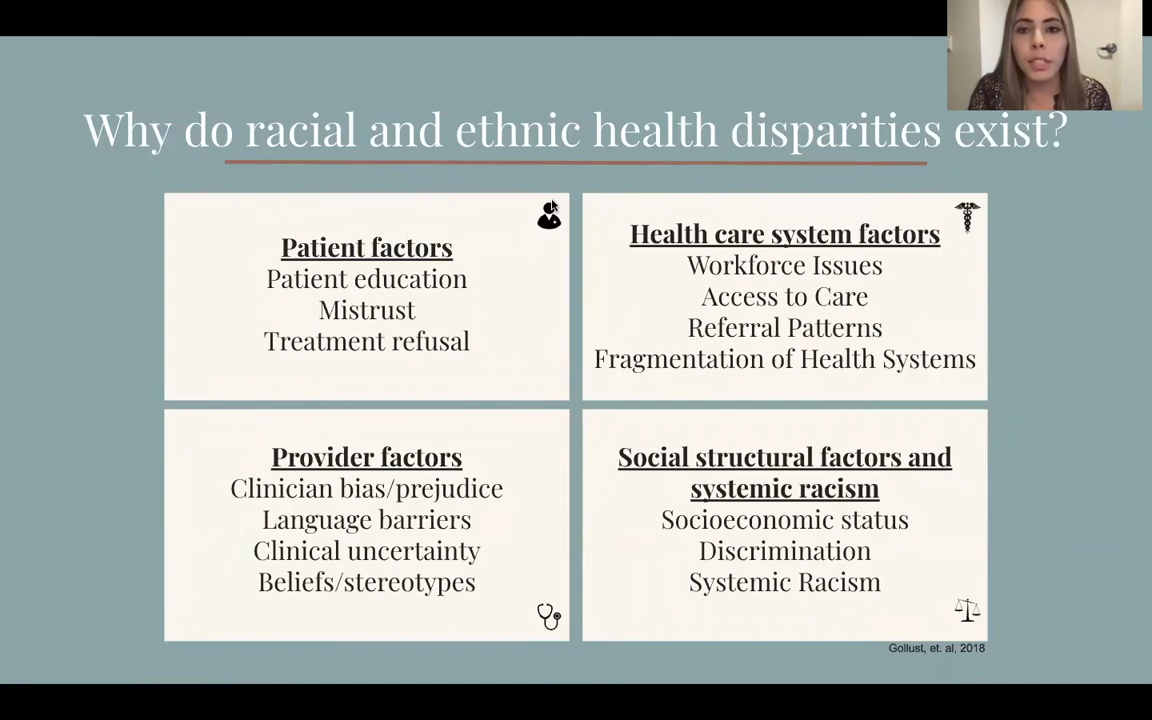 Why do racial and ethnic health disparities exist?
Patient factors
Patient education
Mistrust
Treatment refusal
Health care system factors
Workforce Issues
Access to Care
Referral Patterns
Fragmentation of Health Systems
Provider factors
Clinician bias/prejudice
Language barriers
Clinical uncertainty
Beliefs/stereotypes
Social structural factors and
systemic racism
Socioeconomic status
Discrimination
Systemic Racism
Gollust, et. al, 2018